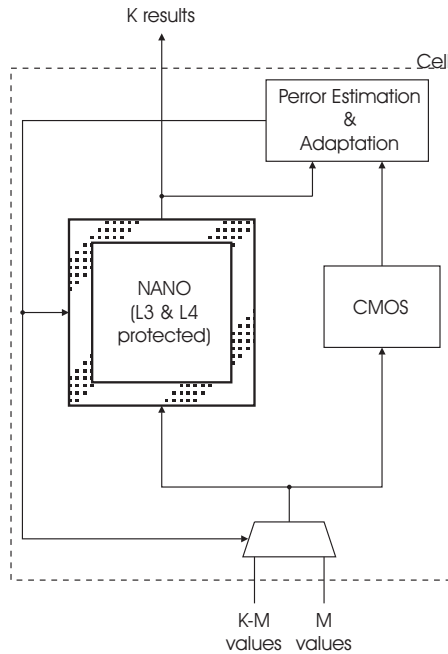 K results
Cel
Perror Estimation
&
Adaptation
NANO
(L3 & L4
protected)
CMOS
K-M
values
M
values